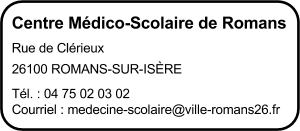 Centre Médico-Scolaire de Romans
Rue de Clérieux
26100 ROMANS-SUR-ISÈRE
Tél. : 04 75 02 03 02
Courriel : medecine-scolaire@ville-romans26.fr